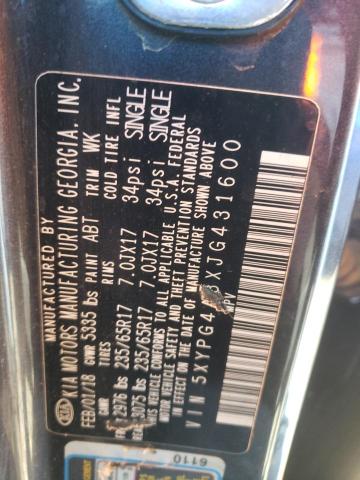 MANUFACTURED BY
KIA KIA MOTORS MANUFACTURING GEORGIA, INC.
FEB/01/18 GVWR 5335 lbs PAINT ABT TRIM WK
GAWR TIRES RIMS COLD TIRE INFL
2976 lbs 235/65R17 7.0JX17 34psi SINGLE
3075 lbs 235/65R17 7.0JX17 34psi SINGLE
THIS VEHICLE CONFORMS TO ALL APPLICABLE U.S.A. FEDERAL
MOTOR VEHICLE SAFETY AND THEFT PREVENTION STANDARDS
IN EFFECT ON THE DATE OF MANUFACTURE SHOWN ABOVE
VIN 5XYPG4 XJG431600
MPV
6110